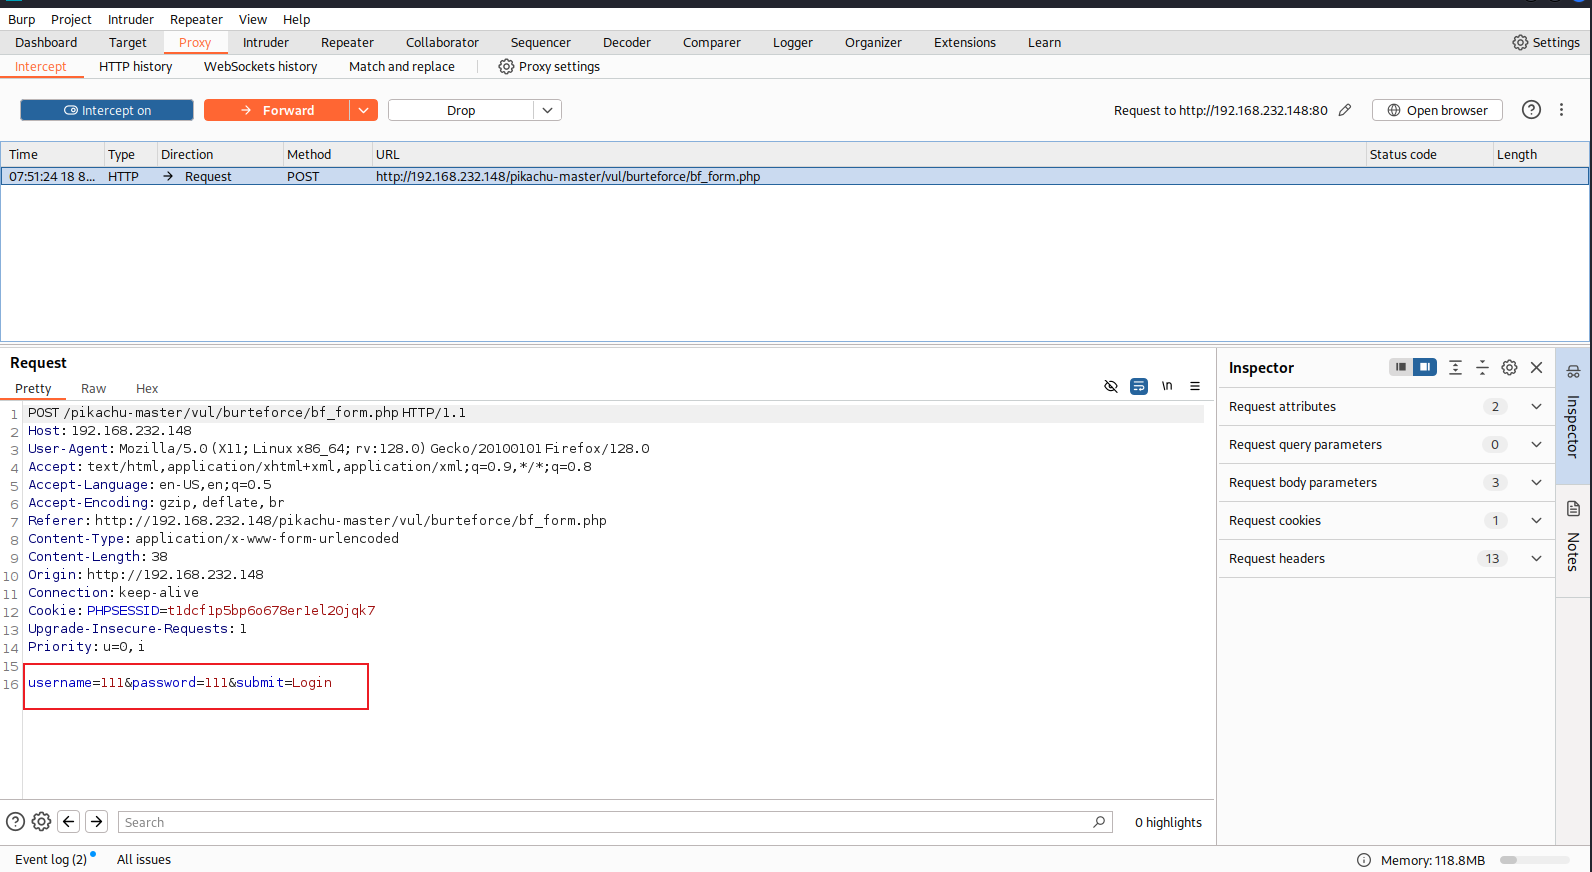 Burp Project Intruder Repeater View Help
Dashboard Target Proxy Intruder Repeater Collaborator Sequencer Decoder Comparer Logger Organizer Extensions Learn Settings
Intercept HTTP history WebSockets history Match and replace Proxy settings
Intercept on Forward Drop Request to http://192.168.232.148:80 Open browser
Time Type Direction Method URL Status code Length
07:51:24 18 8... HTTP → Request POST http://192.168.232.148/pikachu-master/vul/burteforce/bf_form.php
Request
Pretty Raw Hex \n
1 POST /pikachu-master/vul/burteforce/bf_form.php HTTP/1.1
2 Host: 192.168.232.148
3 User-Agent: Mozilla/5.0 (X11; Linux x86_64; rv:128.0) Gecko/20100101 Firefox/128.0
4 Accept: text/html,application/xhtml+xml,application/xml;q=0.9,*/*;q=0.8
5 Accept-Language: en-US,en;q=0.5
6 Accept-Encoding: gzip, deflate, br
7 Referer: http://192.168.232.148/pikachu-master/vul/burteforce/bf_form.php
8 Content-Type: application/x-www-form-urlencoded
9 Content-Length: 38
10 Origin: http://192.168.232.148
11 Connection: keep-alive
12 Cookie: PHPSESSID=t1dcf1p5bp6o678er1el20jqk7
13 Upgrade-Insecure-Requests: 1
14 Priority: u=0, i
15
16 username=111&password=111&submit=Login
Search 0 highlights
Inspector
Request attributes 2
Request query parameters 0
Request body parameters 3
Request cookies 1
Request headers 13
Inspector
Notes
Event log (2) All issues Memory: 118.8MB